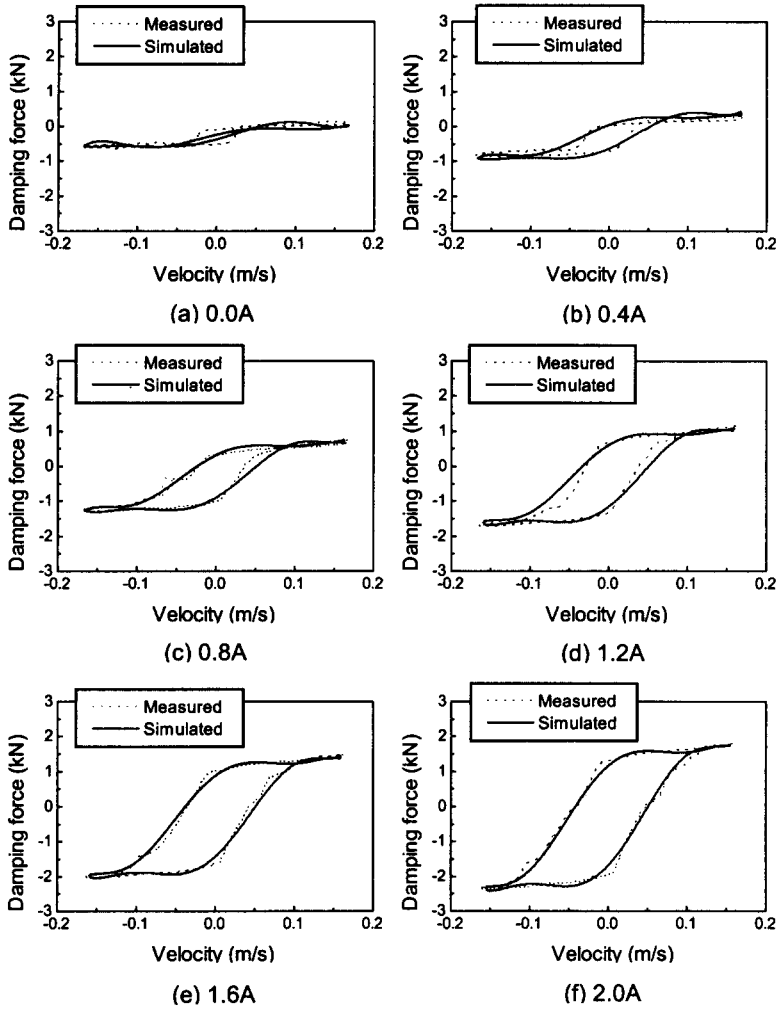 Measured
Simulated
Damping force (kN)
3
2
1
0
-1
-2
-3
-0.2 -0.1 0.0 0.1 0.2
Velocity (m/s)
(a) 0.0A
Measured
Simulated
Damping force (kN)
3
2
1
0
-1
-2
-3
-0.2 -0.1 0.0 0.1 0.2
Velocity (m/s)
(b) 0.4A
Measured
Simulated
Damping force (kN)
3
2
1
0
-1
-2
-3
-0.2 -0.1 0.0 0.1 0.2
Velocity (m/s)
(c) 0.8A
Measured
Simulated
Damping force (kN)
3
2
1
0
-1
-2
-3
-0.2 -0.1 0.0 0.1 0.2
Velocity (m/s)
(d) 1.2A
Measured
Simulated
Damping force (kN)
3
2
1
0
-1
-2
-3
-0.2 -0.1 0.0 0.1 0.2
Velocity (m/s)
(e) 1.6A
Measured
Simulated
Damping force (kN)
3
2
1
0
-1
-2
-3
-0.2 -0.1 0.0 0.1 0.2
Velocity (m/s)
(f) 2.0A